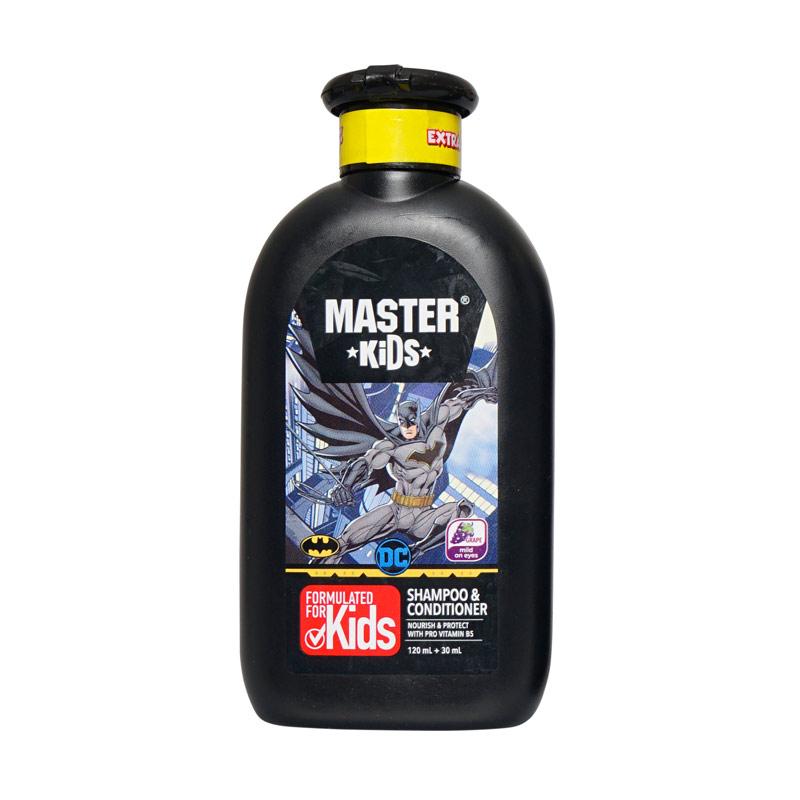 EXTRA
MASTER®
★KiDS★
DC
GRAPE
mild
on eyes
FORMULATED
FOR
Kids
SHAMPOO &
CONDITIONER
NOURISH & PROTECT
WITH PRO VITAMIN B5
120 mL + 30 mL